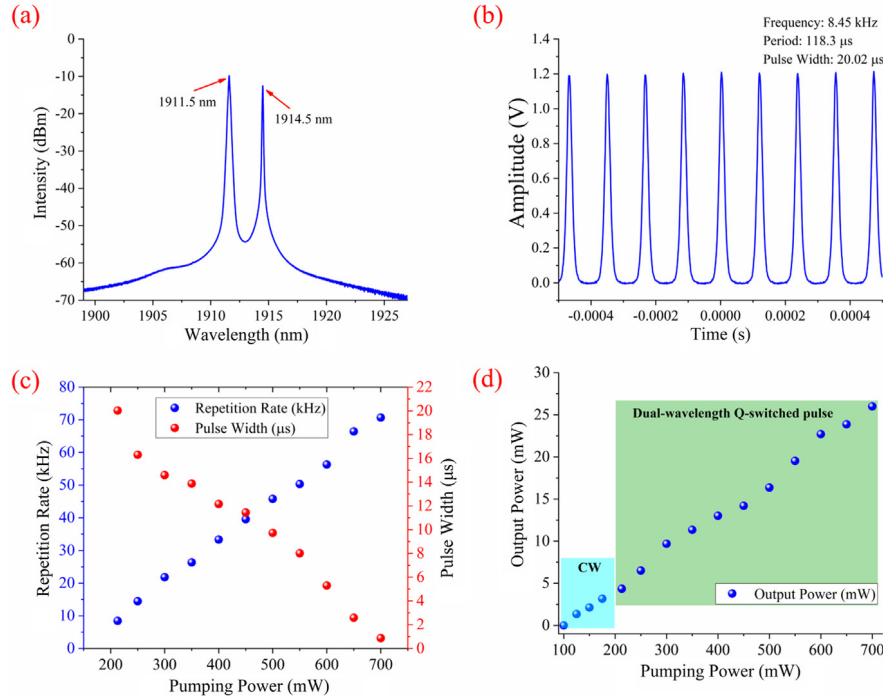 (a)
0
-10
-20
-30
-40
-50
-60
-70
Intensity (dBm)
1911.5 nm
1914.5 nm
1900 1905 1910 1915 1920 1925
Wavelength (nm)
(b)
Frequency: 8.45 kHz
Period: 118.3 μs
Pulse Width: 20.02 μs
1.4
1.2
1.0
0.8
0.6
0.4
0.2
0.0
Amplitude (V)
-0.0004 -0.0002 0.0000 0.0002 0.0004
Time (s)
(c)
80
70
60
50
40
30
20
10
0
Repetition Rate (kHz)
Repetition Rate (kHz)
Pulse Width (μs)
22
20
18
16
14
12
10
8
6
4
2
0
Pulse Width (μs)
200 300 400 500 600 700
Pumping Power (mW)
(d)
30
25
20
15
10
5
0
Output Power (mW)
Dual-wavelength Q-switched pulse
CW
Output Power (mW)
100 200 300 400 500 600 700
Pumping Power (mW)